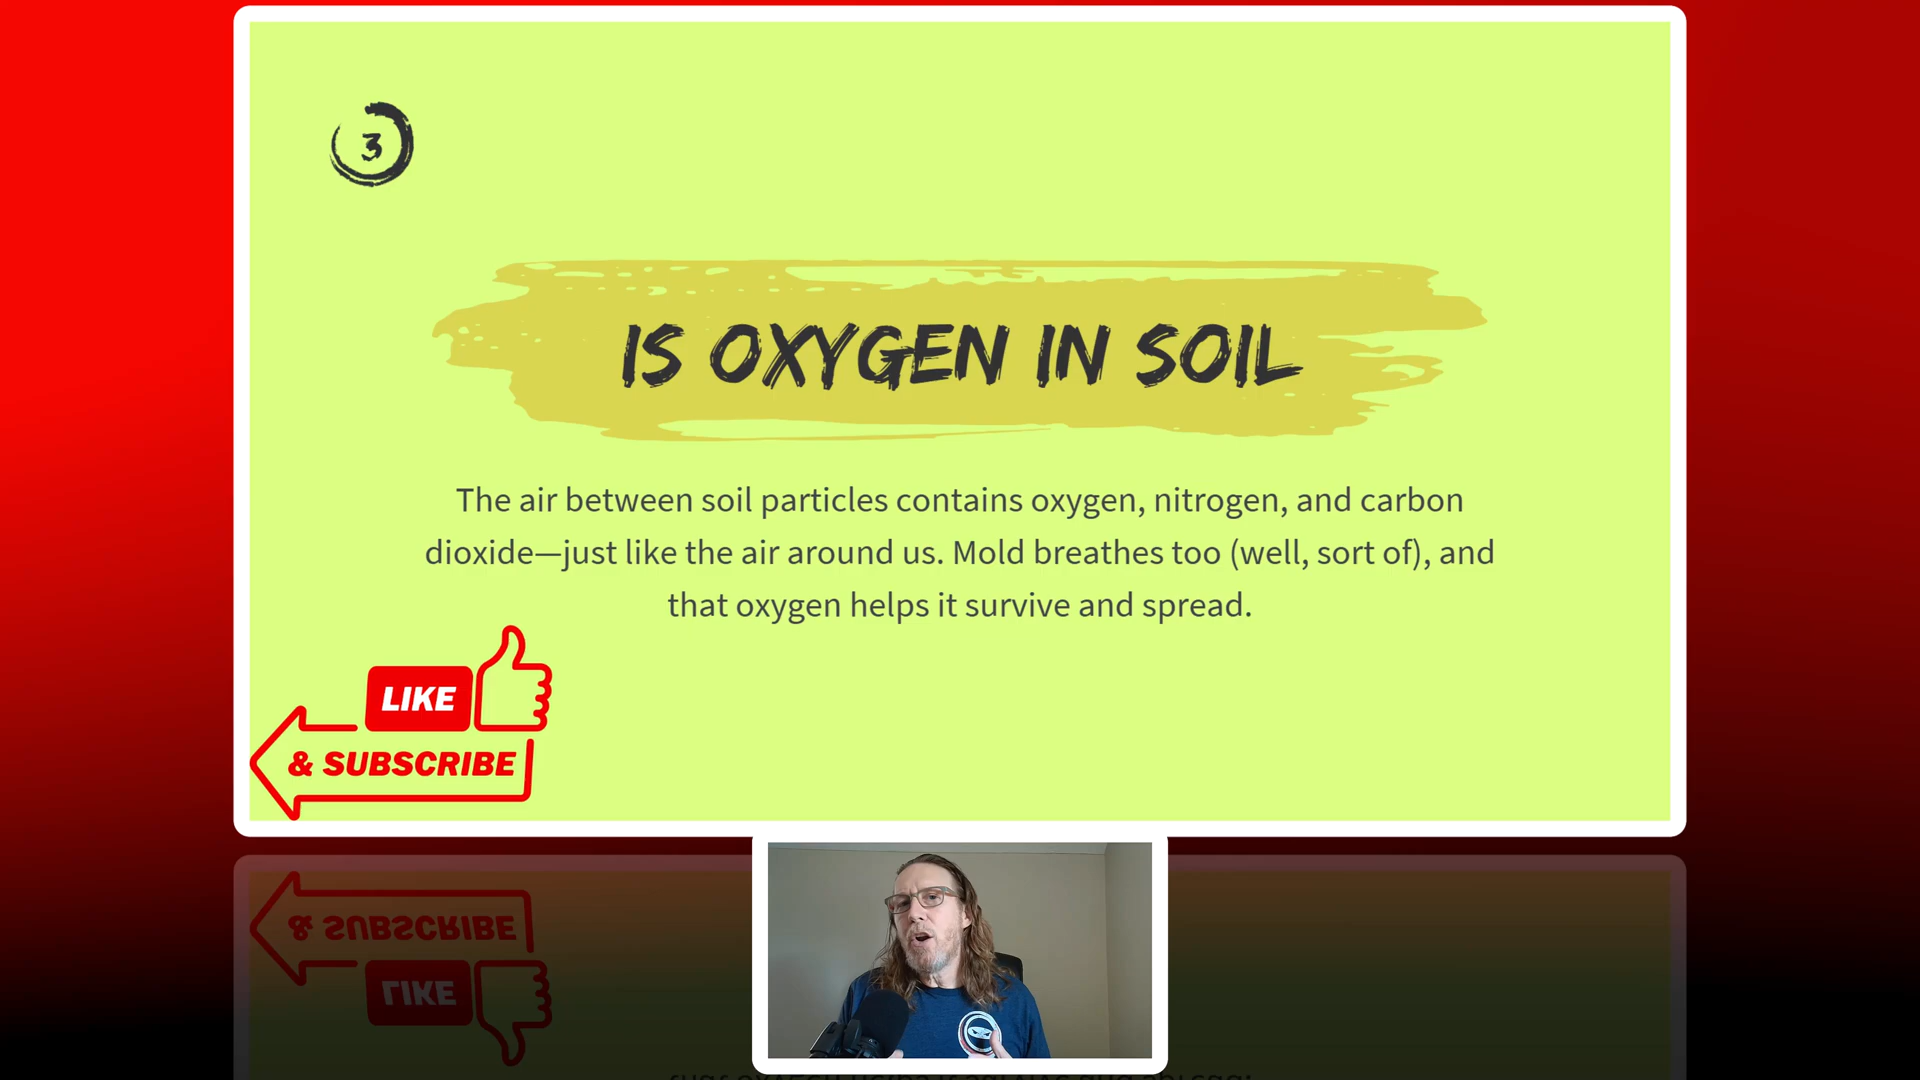 3
IS OXYGEN IN SOIL
The air between soil particles contains oxygen, nitrogen, and carbon
dioxide—just like the air around us. Mold breathes too (well, sort of), and
that oxygen helps it survive and spread.
LIKE
& SUBSCRIBE
& SUBSCRIBE
LIKE